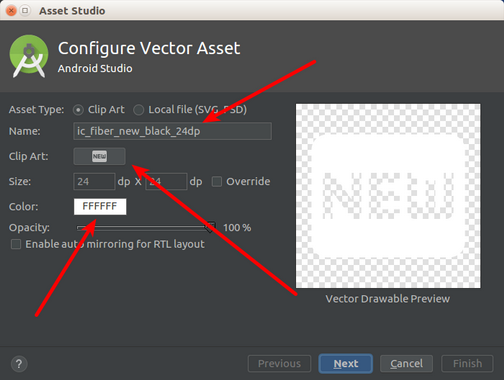 Asset Studio
Configure Vector Asset
Android Studio
Asset Type: Clip Art Local file (SVG, PSD)
Name: ic_fiber_new_black_24dp
Clip Art: NEW
Size: 24 dp X 24 dp Override
Color: FFFFFF
Opacity: 100 %
Enable auto mirroring for RTL layout
NEW
Vector Drawable Preview
? Previous Next Cancel Finish